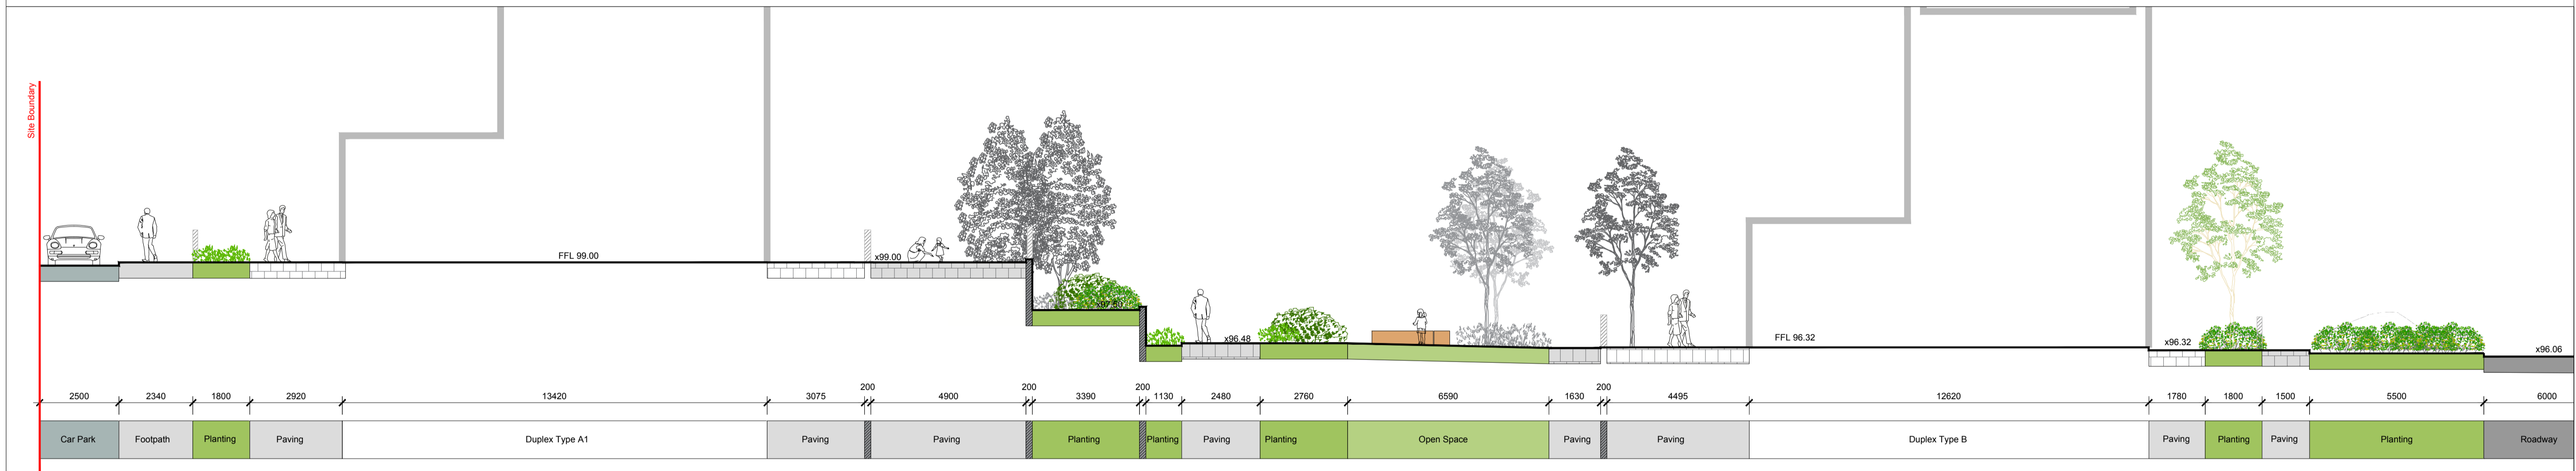 Site Boundary
FFL 99.00
x99.00
x97.50
x96.48
FFL 96.32
x96.32
x96.06
2500
2340
1800
2920
13420
3075
200
4900
200
3390
200
1130
2480
2760
6590
1630
200
4495
12620
1780
1800
1500
5500
6000
Car Park
Footpath
Planting
Paving
Duplex Type A1
Paving
Paving
Planting
Planting
Paving
Planting
Open Space
Paving
Paving
Duplex Type B
Paving
Planting
Paving
Planting
Roadway